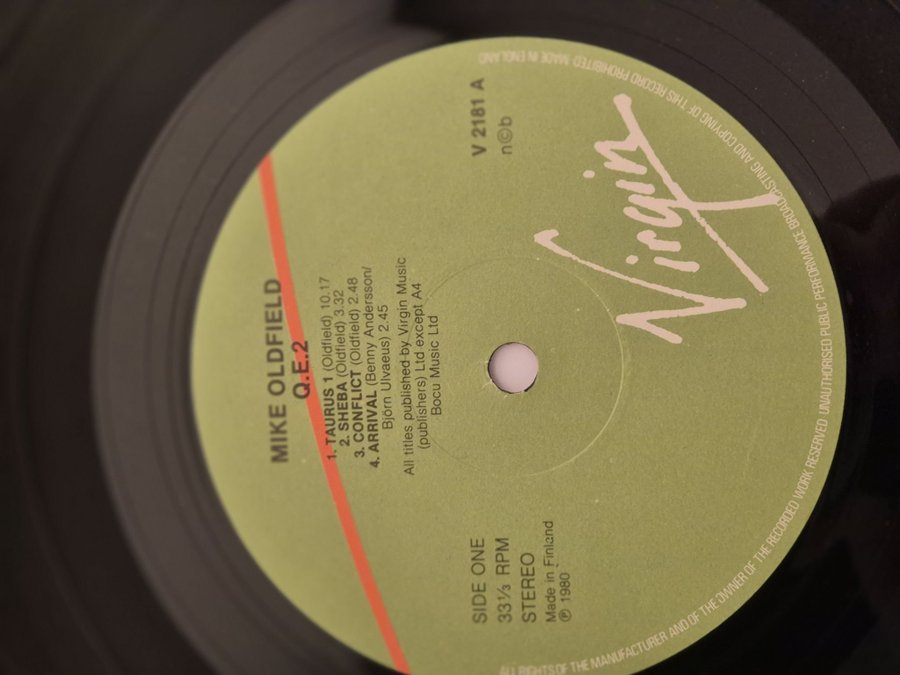 MIKE OLDFIELD
Q.E.2
1. TAURUS 1 (Oldfield) 10.17
2. SHEBA (Oldfield) 3.32
3. CONFLICT (Oldfield) 2.48
4. ARRIVAL (Benny Andersson/
Björn Ulvaeus) 2.45
All titles published by Virgin Music
(publishers) Ltd except A4
Bocu Music Ltd
SIDE ONE
33⅓ RPM
STEREO
Made in Finland
℗ 1980
V 2181 A
n©b
Virgin
ALL RIGHTS OF THE MANUFACTURER AND OF THE OWNER OF THE RECORDED WORK RESERVED. UNAUTHORISED PUBLIC PERFORMANCE BROADCASTING AND COPYING OF THIS RECORD PROHIBITED. MADE IN ENGLAND